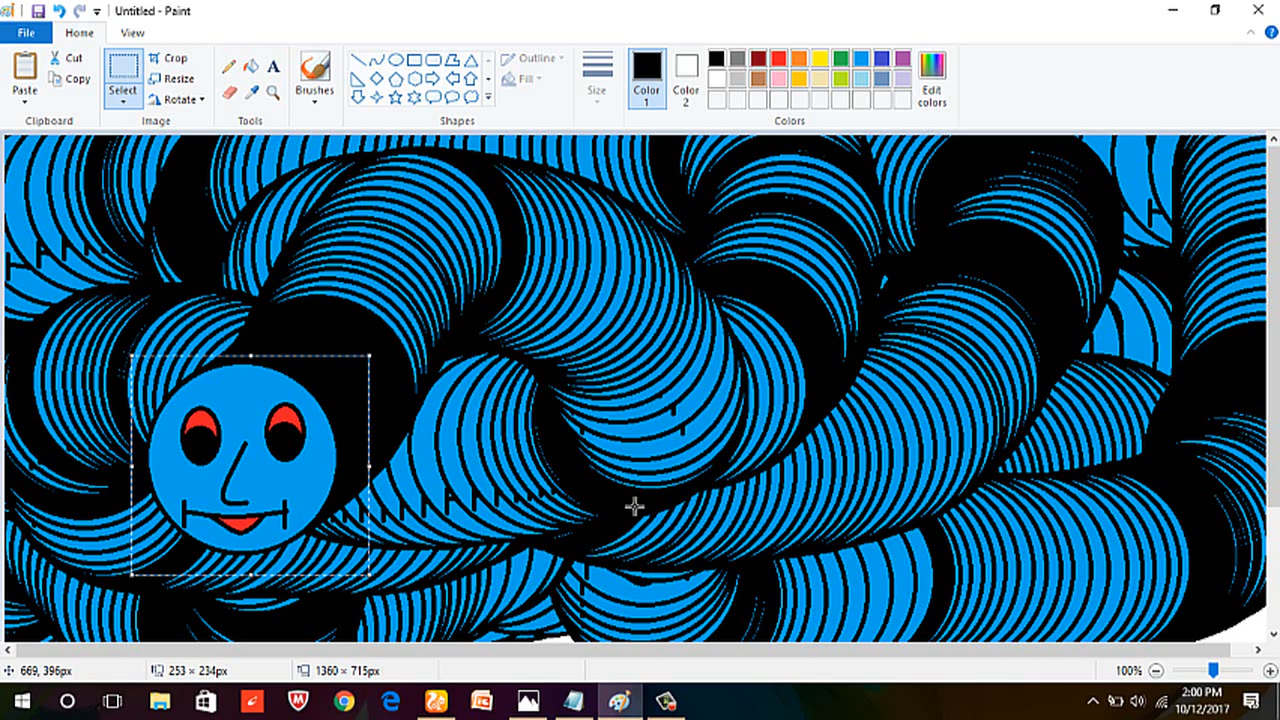 Untitled - Paint
File Home View
Paste
Cut
Copy
Clipboard
Select
Crop
Resize
Rotate
Image
A
Tools
Brushes
Outline
Fill
Shapes
Size
Color 1
Color 2
Edit colors
Colors
669, 396px
253 × 234px
1360 × 715px
100%
2:00 PM
10/12/2017